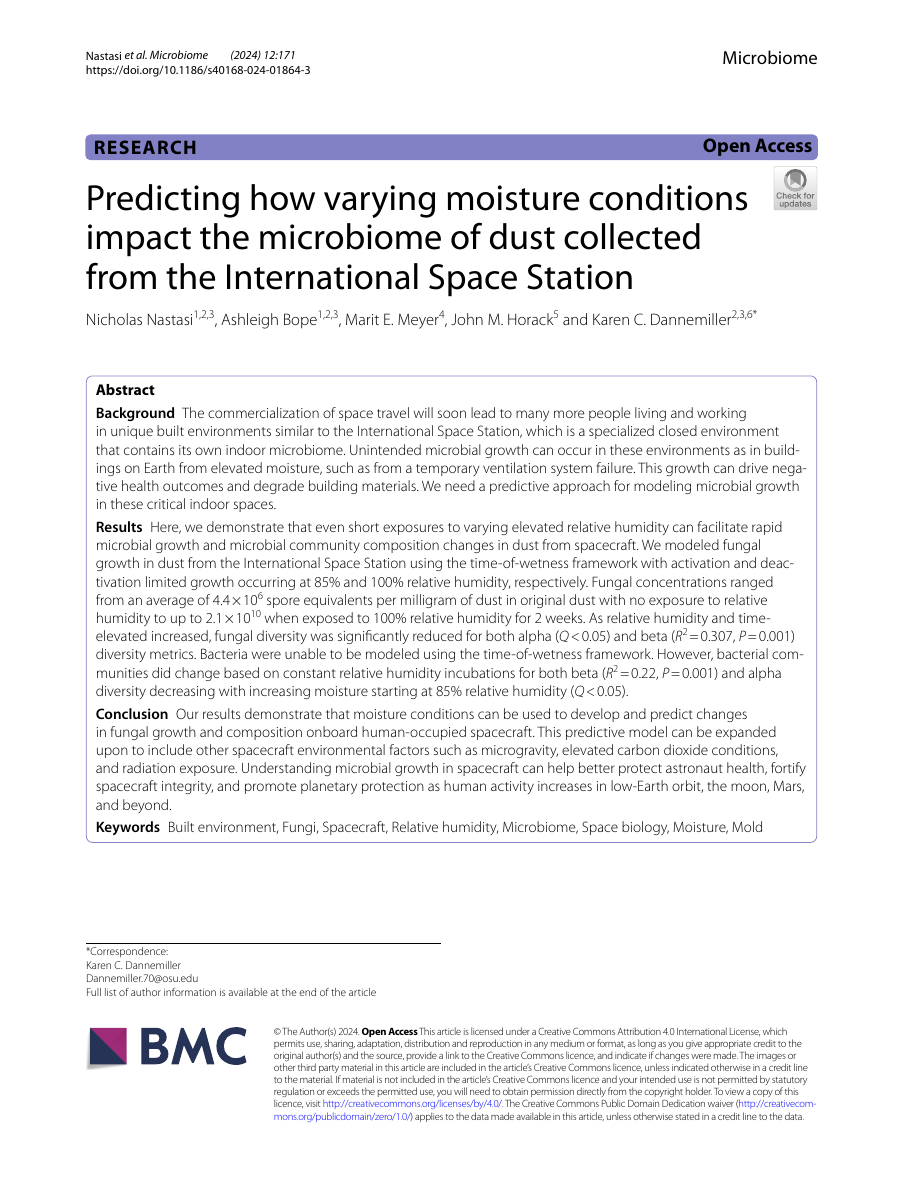 Nastasi et al. Microbiome (2024) 12:171
https://doi.org/10.1186/s40168-024-01864-3
Microbiome
RESEARCH
Open Access
Check for
updates
Predicting how varying moisture conditions
impact the microbiome of dust collected
from the International Space Station
Nicholas Nastasi1,2,3, Ashleigh Bope1,2,3, Marit E. Meyer4, John M. Horack5 and Karen C. Dannemiller2,3,6*
Abstract
Background The commercialization of space travel will soon lead to many more people living and working
in unique built environments similar to the International Space Station, which is a specialized closed environment
that contains its own indoor microbiome. Unintended microbial growth can occur in these environments as in build-
ings on Earth from elevated moisture, such as from a temporary ventilation system failure. This growth can drive nega-
tive health outcomes and degrade building materials. We need a predictive approach for modeling microbial growth
in these critical indoor spaces.
Results Here, we demonstrate that even short exposures to varying elevated relative humidity can facilitate rapid
microbial growth and microbial community composition changes in dust from spacecraft. We modeled fungal
growth in dust from the International Space Station using the time-of-wetness framework with activation and deac-
tivation limited growth occurring at 85% and 100% relative humidity, respectively. Fungal concentrations ranged
from an average of 4.4 × 10⁶ spore equivalents per milligram of dust in original dust with no exposure to relative
humidity to up to 2.1 × 10¹⁰ when exposed to 100% relative humidity for 2 weeks. As relative humidity and time-
elevated increased, fungal diversity was significantly reduced for both alpha (Q < 0.05) and beta (R² = 0.307, P = 0.001)
diversity metrics. Bacteria were unable to be modeled using the time-of-wetness framework. However, bacterial com-
munities did change based on constant relative humidity incubations for both beta (R² = 0.22, P = 0.001) and alpha
diversity decreasing with increasing moisture starting at 85% relative humidity (Q < 0.05).
Conclusion Our results demonstrate that moisture conditions can be used to develop and predict changes
in fungal growth and composition onboard human-occupied spacecraft. This predictive model can be expanded
upon to include other spacecraft environmental factors such as microgravity, elevated carbon dioxide conditions,
and radiation exposure. Understanding microbial growth in spacecraft can help better protect astronaut health, fortify
spacecraft integrity, and promote planetary protection as human activity increases in low-Earth orbit, the moon, Mars,
and beyond.
Keywords Built environment, Fungi, Spacecraft, Relative humidity, Microbiome, Space biology, Moisture, Mold
*Correspondence:
Karen C. Dannemiller
Dannemiller.70@osu.edu
Full list of author information is available at the end of the article
BMC
© The Author(s) 2024. Open Access This article is licensed under a Creative Commons Attribution 4.0 International License, which
permits use, sharing, adaptation, distribution and reproduction in any medium or format, as long as you give appropriate credit to the
original author(s) and the source, provide a link to the Creative Commons licence, and indicate if changes were made. The images or
other third party material in this article are included in the article's Creative Commons licence, unless indicated otherwise in a credit line
to the material. If material is not included in the article's Creative Commons licence and your intended use is not permitted by statutory
regulation or exceeds the permitted use, you will need to obtain permission directly from the copyright holder. To view a copy of this
licence, visit http://creativecommons.org/licenses/by/4.0/. The Creative Commons Public Domain Dedication waiver (http://creativecom-
mons.org/publicdomain/zero/1.0/) applies to the data made available in this article, unless otherwise stated in a credit line to the data.